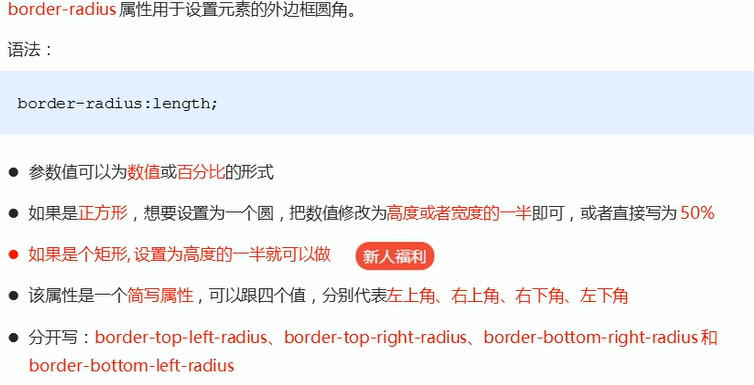 border-radius 属性用于设置元素的外边框圆角。
语法：
border-radius:length;
● 参数值可以为数值或百分比的形式
● 如果是正方形，想要设置为一个圆，把数值修改为高度或者宽度的一半即可，或者直接写为 50%
● 如果是个矩形, 设置为高度的一半就可以做 新人福利
● 该属性是一个简写属性，可以跟四个值，分别代表左上角、右上角、右下角、左下角
● 分开写：border-top-left-radius、border-top-right-radius、border-bottom-right-radius 和
border-bottom-left-radius